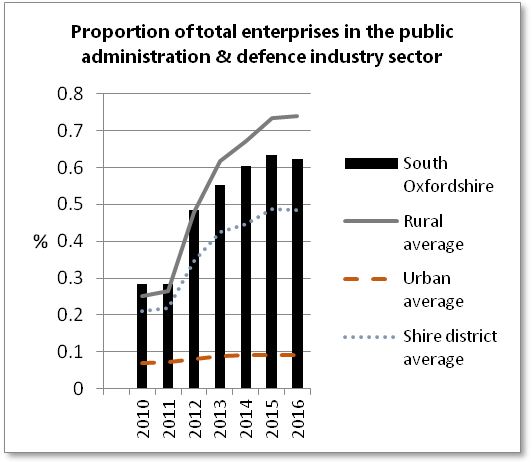 Proportion of total enterprises in the public
administration & defence industry sector
0.8
0.7
0.6
0.5
0.4
0.3
0.2
0.1
0
%
2010
2011
2012
2013
2014
2015
2016
South
Oxfordshire
Rural
average
Urban
average
Shire district
average